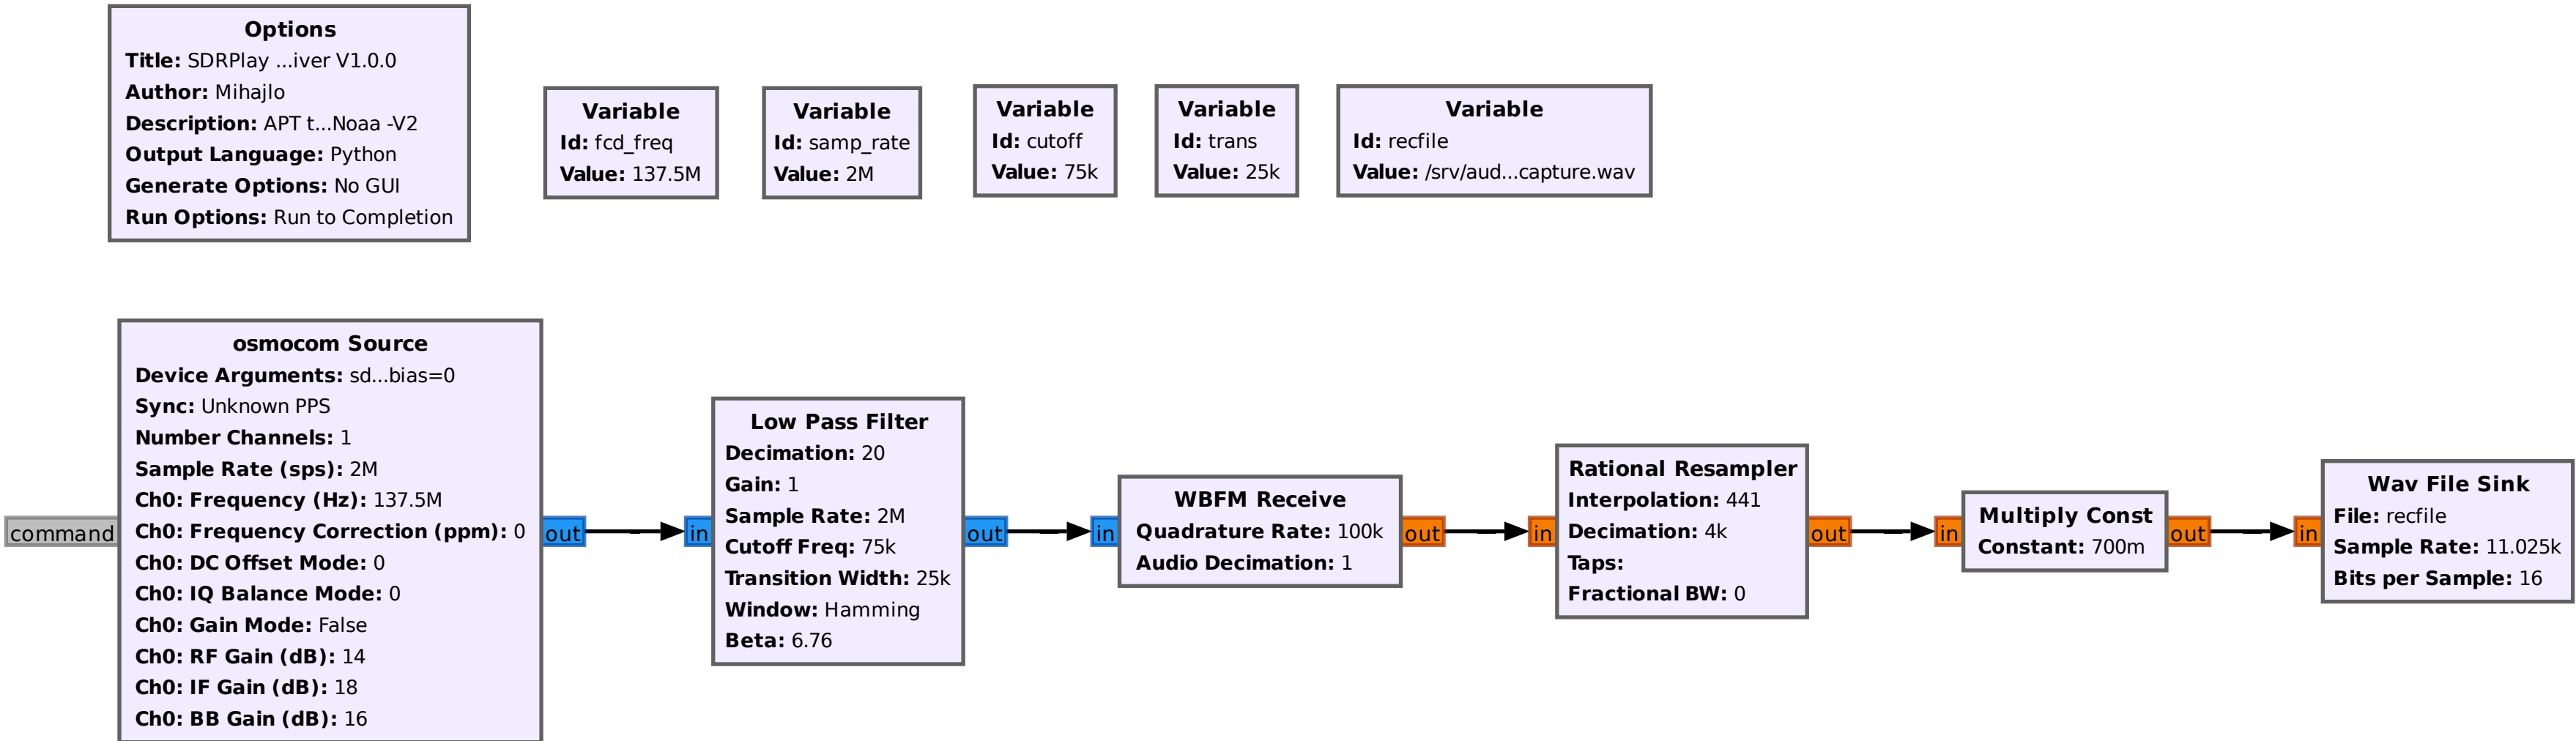 Options
Title: SDRPlay ...iver V1.0.0
Author: Mihajlo
Description: APT t...Noaa -V2
Output Language: Python
Generate Options: No GUI
Run Options: Run to Completion
Variable
Id: fcd_freq
Value: 137.5M
Variable
Id: samp_rate
Value: 2M
Variable
Id: cutoff
Value: 75k
Variable
Id: trans
Value: 25k
Variable
Id: recfile
Value: /srv/aud...capture.wav
command
osmocom Source
Device Arguments: sd...bias=0
Sync: Unknown PPS
Number Channels: 1
Sample Rate (sps): 2M
Ch0: Frequency (Hz): 137.5M
Ch0: Frequency Correction (ppm): 0
Ch0: DC Offset Mode: 0
Ch0: IQ Balance Mode: 0
Ch0: Gain Mode: False
Ch0: RF Gain (dB): 14
Ch0: IF Gain (dB): 18
Ch0: BB Gain (dB): 16
out
in
Low Pass Filter
Decimation: 20
Gain: 1
Sample Rate: 2M
Cutoff Freq: 75k
Transition Width: 25k
Window: Hamming
Beta: 6.76
out
in
WBFM Receive
Quadrature Rate: 100k
Audio Decimation: 1
out
in
Rational Resampler
Interpolation: 441
Decimation: 4k
Taps:
Fractional BW: 0
out
in
Multiply Const
Constant: 700m
out
in
Wav File Sink
File: recfile
Sample Rate: 11.025k
Bits per Sample: 16